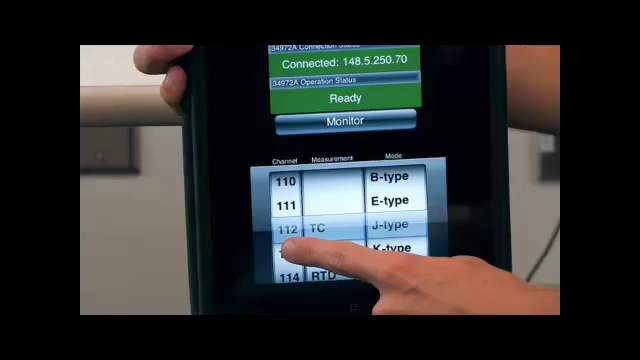 34972A Connection Status
Connected: 148.5.250.70
34972A Operation Status
Ready
Monitor
Channel Measurement Mode
110 B-type
111 E-type
112 TC J-type
K-type
114 RTD